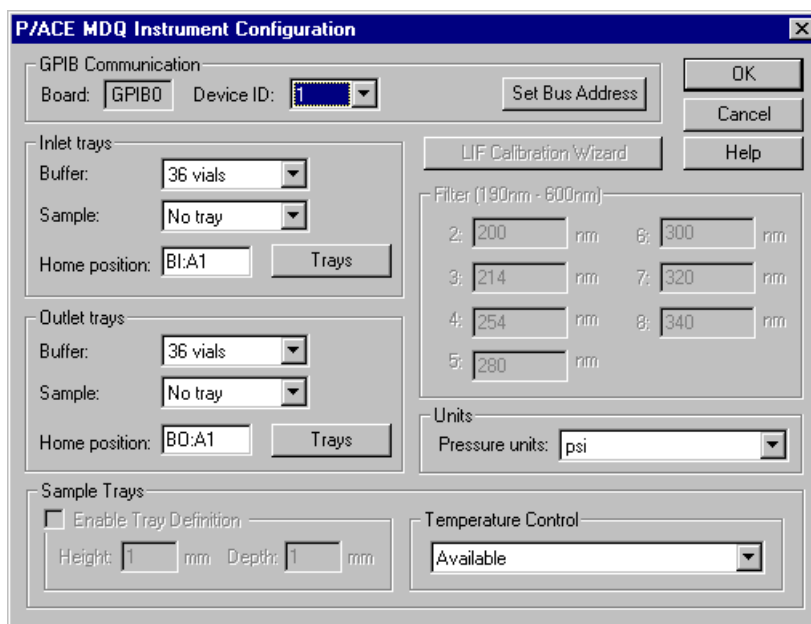 P/ACE MDQ Instrument Configuration
GPIB Communication
Board: GPIB0 Device ID: 1 Set Bus Address
OK
Cancel
Help
Inlet trays
Buffer: 36 vials
Sample: No tray
Home position: BI:A1 Trays
LIF Calibration Wizard
Filter (190nm - 600nm)
2: 200 nm 6: 300 nm
3: 214 nm 7: 320 nm
4: 254 nm 8: 340 nm
5: 280 nm
Outlet trays
Buffer: 36 vials
Sample: No tray
Home position: BO:A1 Trays
Units
Pressure units: psi
Sample Trays
Enable Tray Definition
Height: 1 mm Depth: 1 mm
Temperature Control
Available